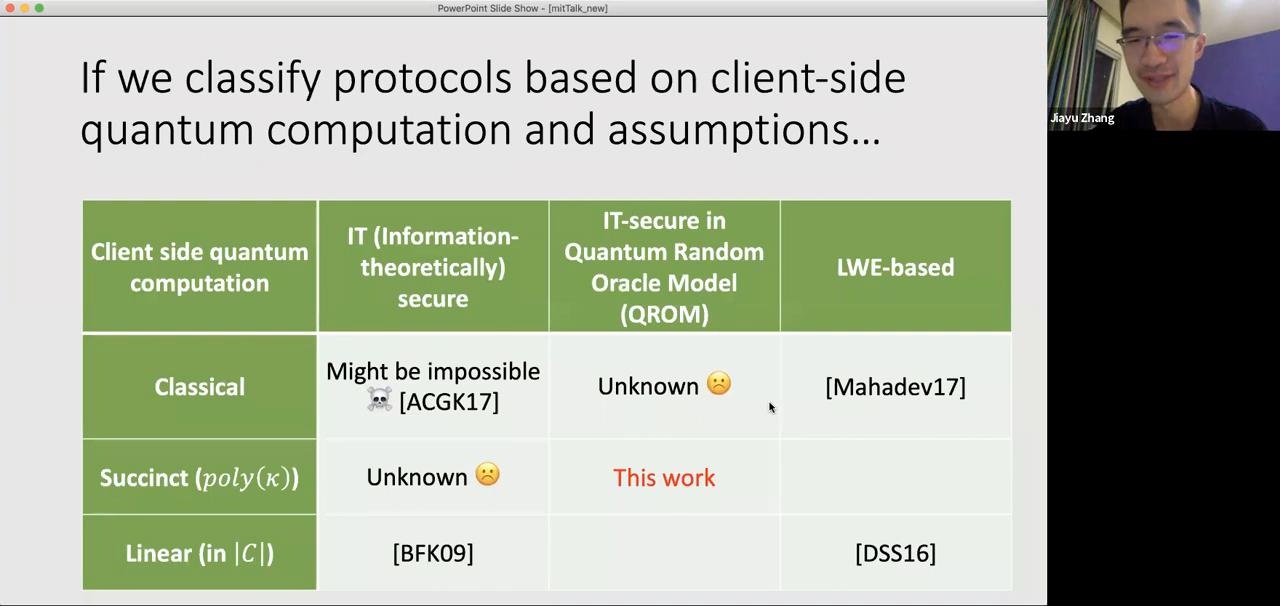 PowerPoint Slide Show - [mitTalk_new]
If we classify protocols based on client-side
quantum computation and assumptions...
Jiayu Zhang
Client side quantum
computation:
IT (Information-
theoretically)
secure
IT-secure in
Quantum Random
Oracle Model
(QROM)
LWE-based
Classical
Might be impossible
☠️ [ACGK17]
Unknown 🙁
[Mahadev17]
Succinct (poly(κ))
Unknown 🙁
This work
Linear (in |C|)
[BFK09]
[DSS16]